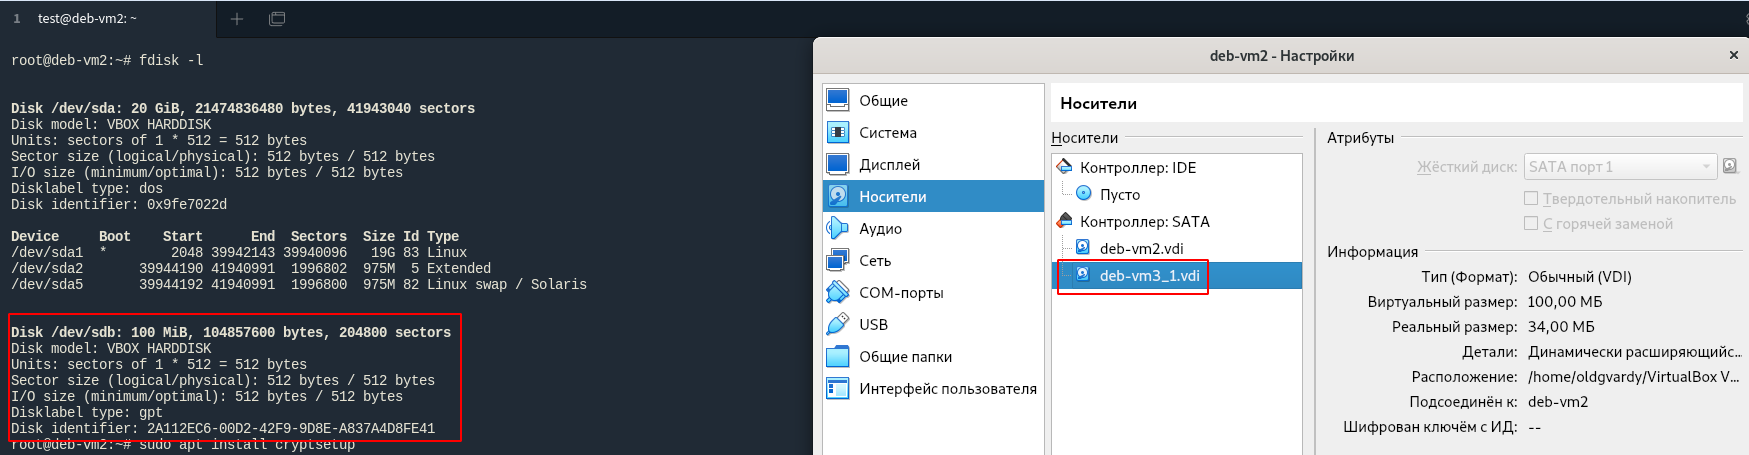 1 test@deb-vm2: ~
root@deb-vm2:~# fdisk -l
Disk /dev/sda: 20 GiB, 21474836480 bytes, 41943040 sectors
Disk model: VBOX HARDDISK
Units: sectors of 1 * 512 = 512 bytes
Sector size (logical/physical): 512 bytes / 512 bytes
I/O size (minimum/optimal): 512 bytes / 512 bytes
Disklabel type: dos
Disk identifier: 0x9fe7022d
Device Boot Start End Sectors Size Id Type
/dev/sda1 * 2048 39942143 39940096 19G 83 Linux
/dev/sda2 39944190 41940991 1996802 975M 5 Extended
/dev/sda5 39944192 41940991 1996800 975M 82 Linux swap / Solaris
Disk /dev/sdb: 100 MiB, 104857600 bytes, 204800 sectors
Disk model: VBOX HARDDISK
Units: sectors of 1 * 512 = 512 bytes
Sector size (logical/physical): 512 bytes / 512 bytes
I/O size (minimum/optimal): 512 bytes / 512 bytes
Disklabel type: gpt
Disk identifier: 2A112EC6-00D2-42F9-9D8E-A837A4D8FE41
root@deb-vm2:~# sudo apt install cryptsetup
deb-vm2 - Настройки
Общие
Система
Дисплей
Носители
Аудио
Сеть
COM-порты
USB
Общие папки
Интерфейс пользователя
Носители
Носители
Контроллер: IDE
Пусто
Контроллер: SATA
deb-vm2.vdi
deb-vm3_1.vdi
Атрибуты
Жёсткий диск: SATA порт 1
Твердотельный накопитель
С горячей заменой
Информация
Тип (Формат): Обычный (VDI)
Виртуальный размер: 100,00 МБ
Реальный размер: 34,00 МБ
Детали: Динамически расширяющийс...
Расположение: /home/oldgvardy/VirtualBox V...
Подсоединён к: deb-vm2
Шифрован ключём с ИД: --